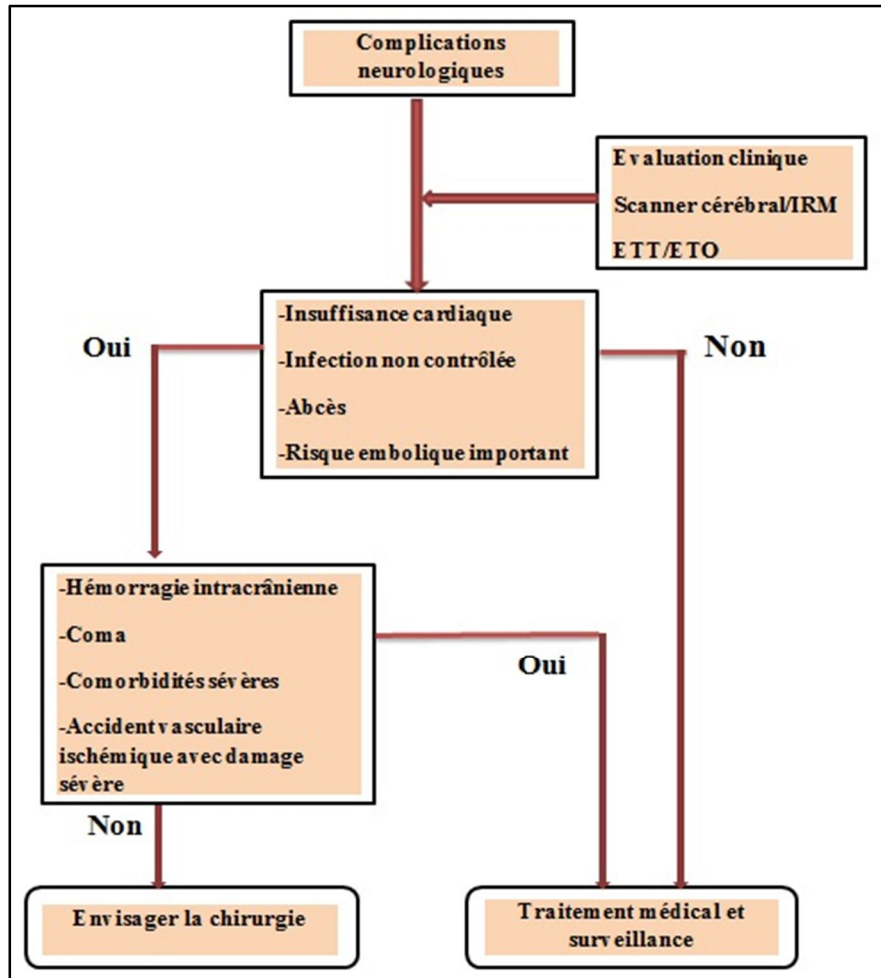 Complications
neurologiques
Evaluation clinique
Scanner cérébral/IRM
ETT/ETO
-Insuffisance cardiaque
-Infection non contrôlée
-Abcès
-Risque embolique important
Oui
Non
-Hémorragie intracrânienne
-Coma
-Comorbidités sévères
-Accident vasculaire
ischémique avec damage
sévère
Oui
Non
Envisager la chirurgie
Traitement médical et
surveillance